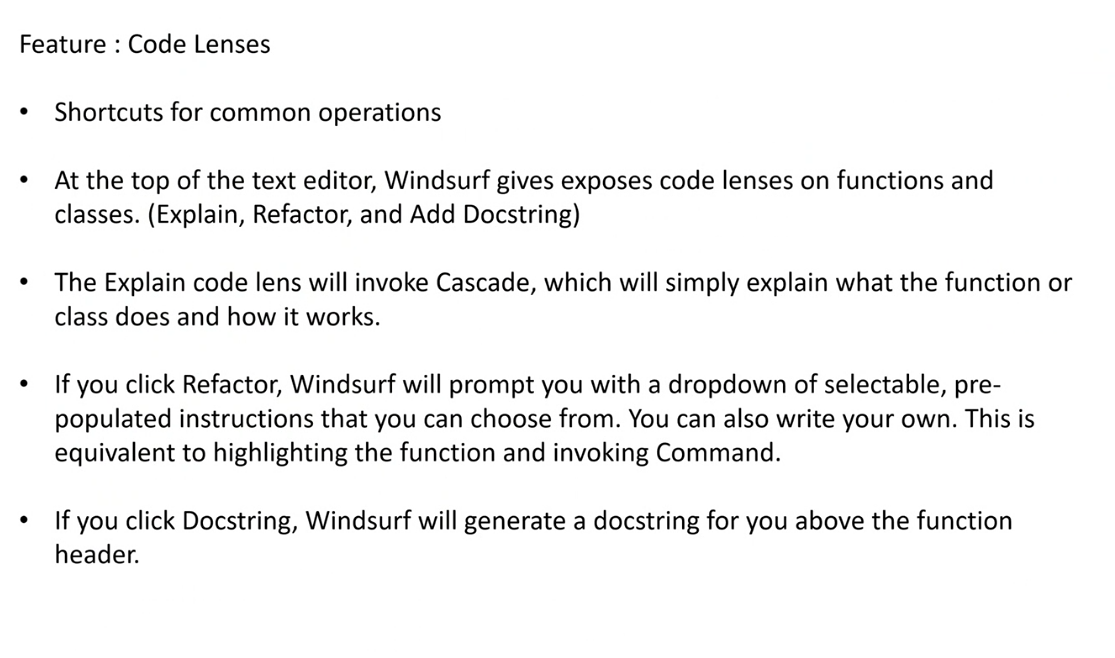 Feature : Code Lenses
• Shortcuts for common operations
• At the top of the text editor, Windsurf gives exposes code lenses on functions and
classes. (Explain, Refactor, and Add Docstring)
• The Explain code lens will invoke Cascade, which will simply explain what the function or
class does and how it works.
• If you click Refactor, Windsurf will prompt you with a dropdown of selectable, pre-
populated instructions that you can choose from. You can also write your own. This is
equivalent to highlighting the function and invoking Command.
• If you click Docstring, Windsurf will generate a docstring for you above the function
header.